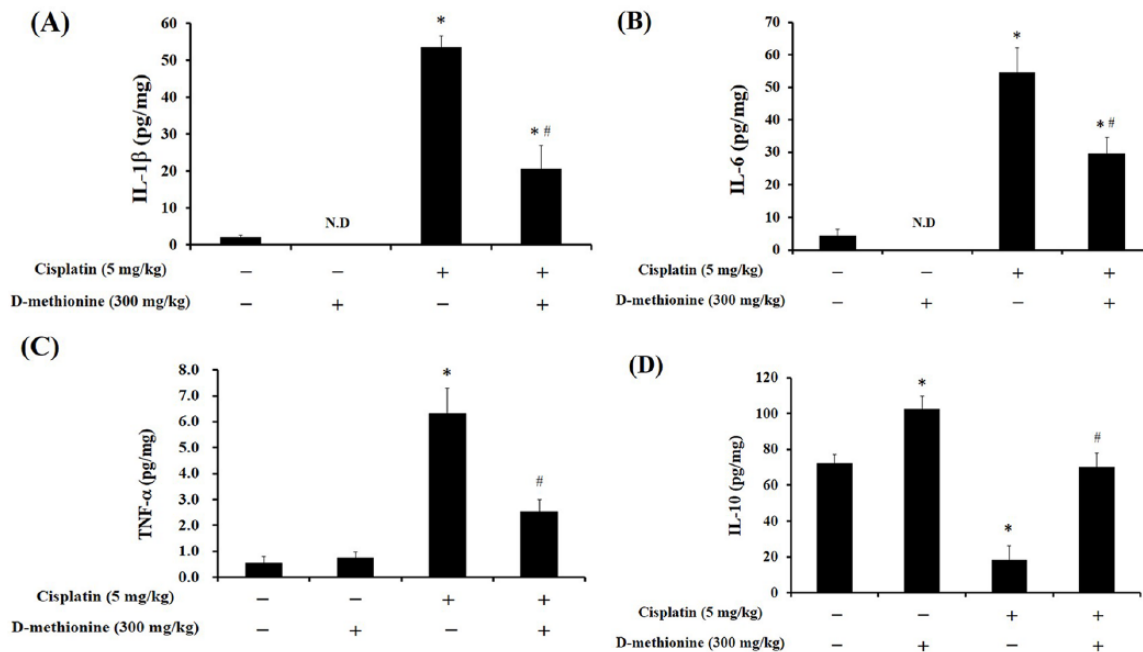 (A)
60
50
40
30
20
10
0
IL-1β (pg/mg)
*
* #
N.D
Cisplatin (5 mg/kg) − − + +
D-methionine (300 mg/kg) − + − +
(B)
70
60
50
40
30
20
10
0
IL-6 (pg/mg)
*
* #
N.D
Cisplatin (5 mg/kg) − − + +
D-methionine (300 mg/kg) − + − +
(C)
8.0
7.0
6.0
5.0
4.0
3.0
2.0
1.0
0.0
TNF-α (pg/mg)
*
#
Cisplatin (5 mg/kg) − − + +
D-methionine (300 mg/kg) − + − +
(D)
120
100
80
60
40
20
0
IL-10 (pg/mg)
*
*
#
Cisplatin (5 mg/kg) − − + +
D-methionine (300 mg/kg) − + − +